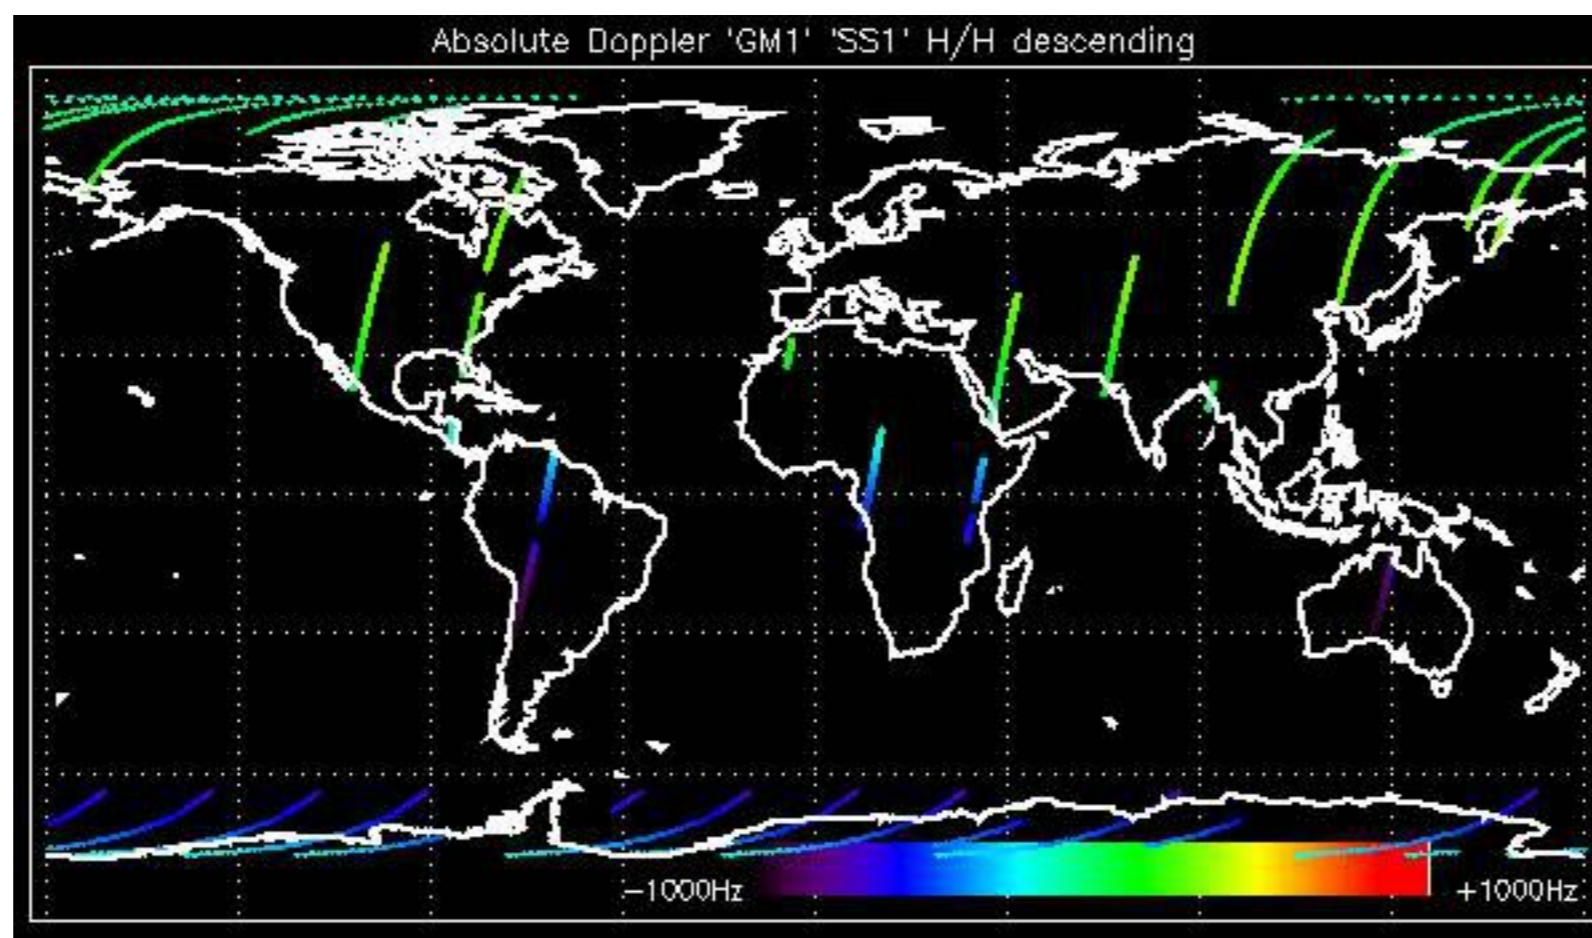 Absolute Doppler 'GM1' 'SS1' H/H descending
-1000Hz
+1000Hz